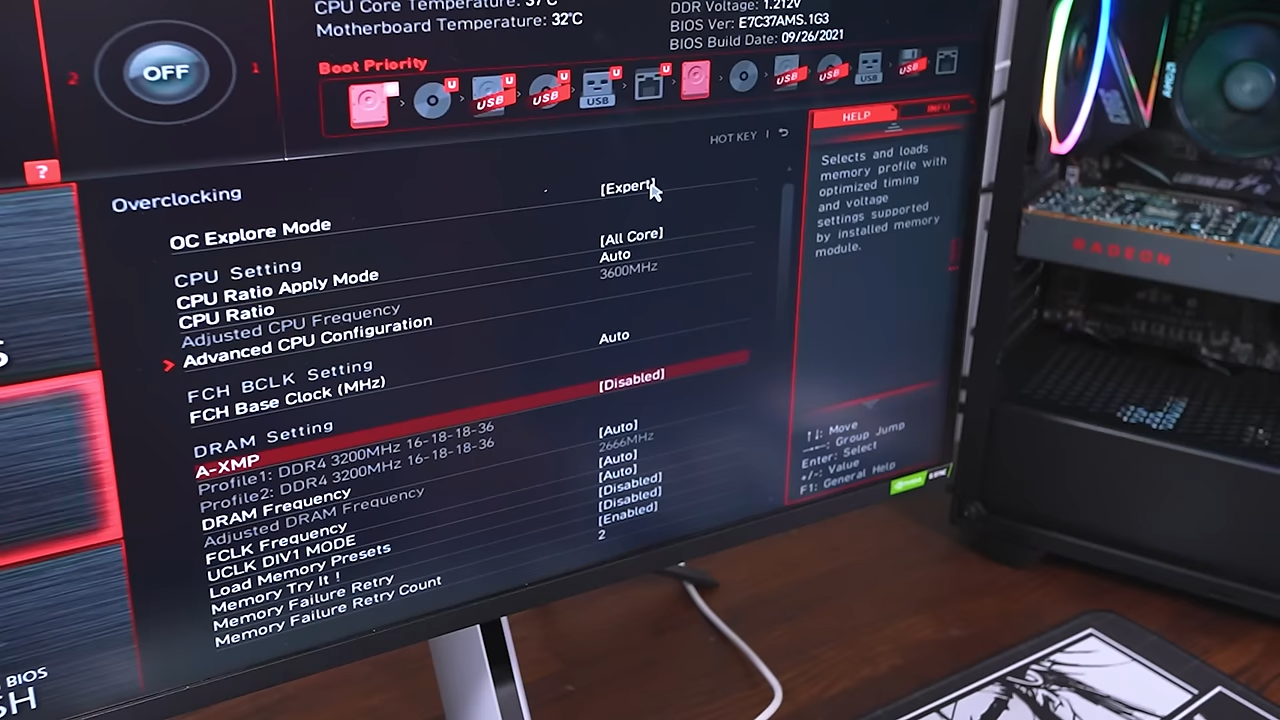 CPU Core Temperature: 37°C
Motherboard Temperature: 32°C
DDR Voltage: 1.212V
BIOS Ver: E7C37AMS.1G3
BIOS Build Date: 09/26/2021
2 OFF 1
Boot Priority
U U U U U
USB USB USB USB USB USB USB
HOT KEY
HELP INFO
?
Overclocking
OC Explore Mode [Expert]
CPU Setting
CPU Ratio Apply Mode [All Core]
CPU Ratio Auto
Adjusted CPU Frequency 3600MHz
Advanced CPU Configuration
FCH BCLK Setting
FCH Base Clock (MHz) Auto
DRAM Setting
A-XMP [Disabled]
Profile1: DDR4 3200MHz 16-18-18-36
Profile2: DDR4 3200MHz 16-18-18-36
DRAM Frequency [Auto]
Adjusted DRAM Frequency 2666MHz
FCLK Frequency [Auto]
UCLK DIV1 MODE [Auto]
Load Memory Presets [Disabled]
Memory Try It ! [Disabled]
Memory Failure Retry [Enabled]
Memory Failure Retry Count 2
Selects and loads
memory profile with
optimized timing
and voltage
settings supported
by installed memory
module.
↑↓: Move
→←: Group Jump
Enter: Select
+/-: Value
F1: General Help
S
BIOS
SH
RADEON
AMD